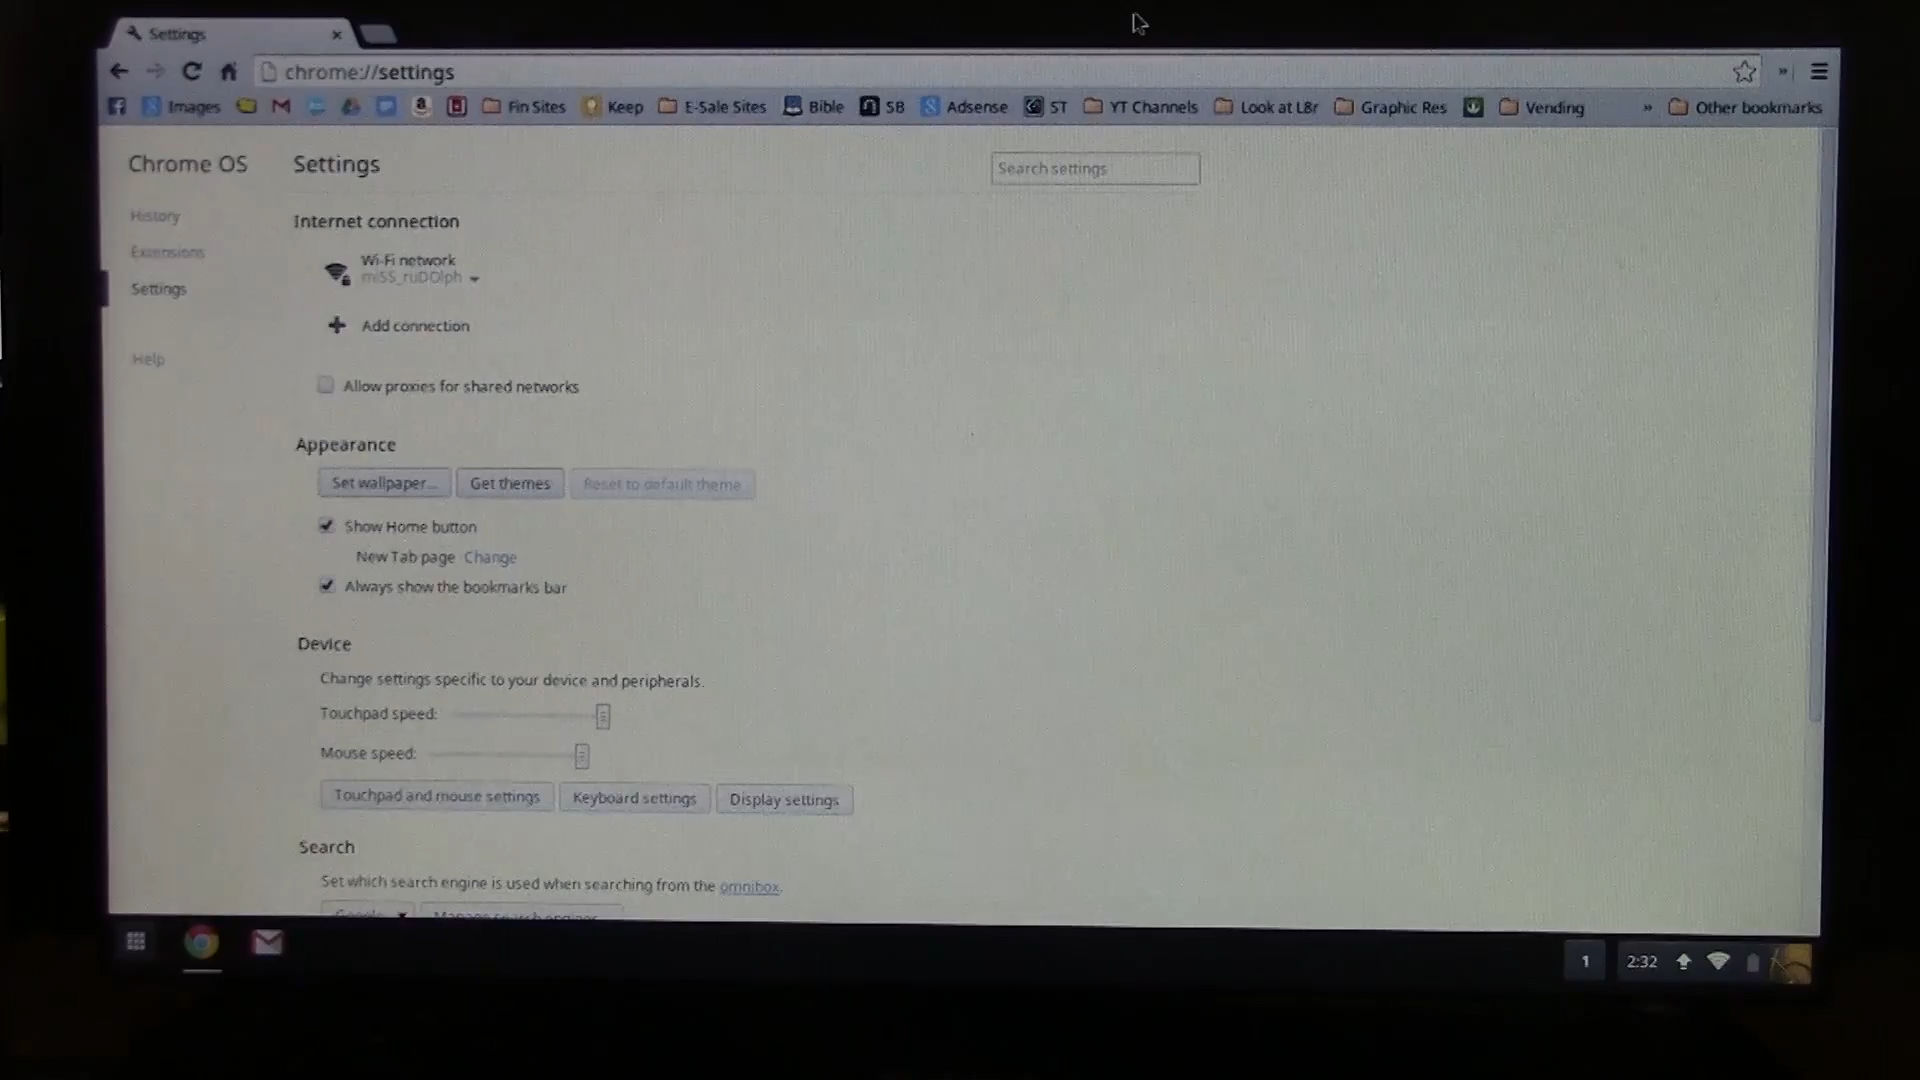 Settings
chrome://settings
Images Fin Sites Keep E-Sale Sites Bible SB Adsense ST YT Channels Look at L8r Graphic Res Vending » Other bookmarks
Chrome OS
History
Extensions
Settings
Help
Settings
Search settings
Internet connection
Wi-Fi network
miSS_ruDOlph
Add connection
Allow proxies for shared networks
Appearance
Set wallpaper... Get themes Reset to default theme
Show Home button
New Tab page Change
Always show the bookmarks bar
Device
Change settings specific to your device and peripherals.
Touchpad speed:
Mouse speed:
Touchpad and mouse settings Keyboard settings Display settings
Search
Set which search engine is used when searching from the omnibox.
Google Manage search engines...
1 2:32